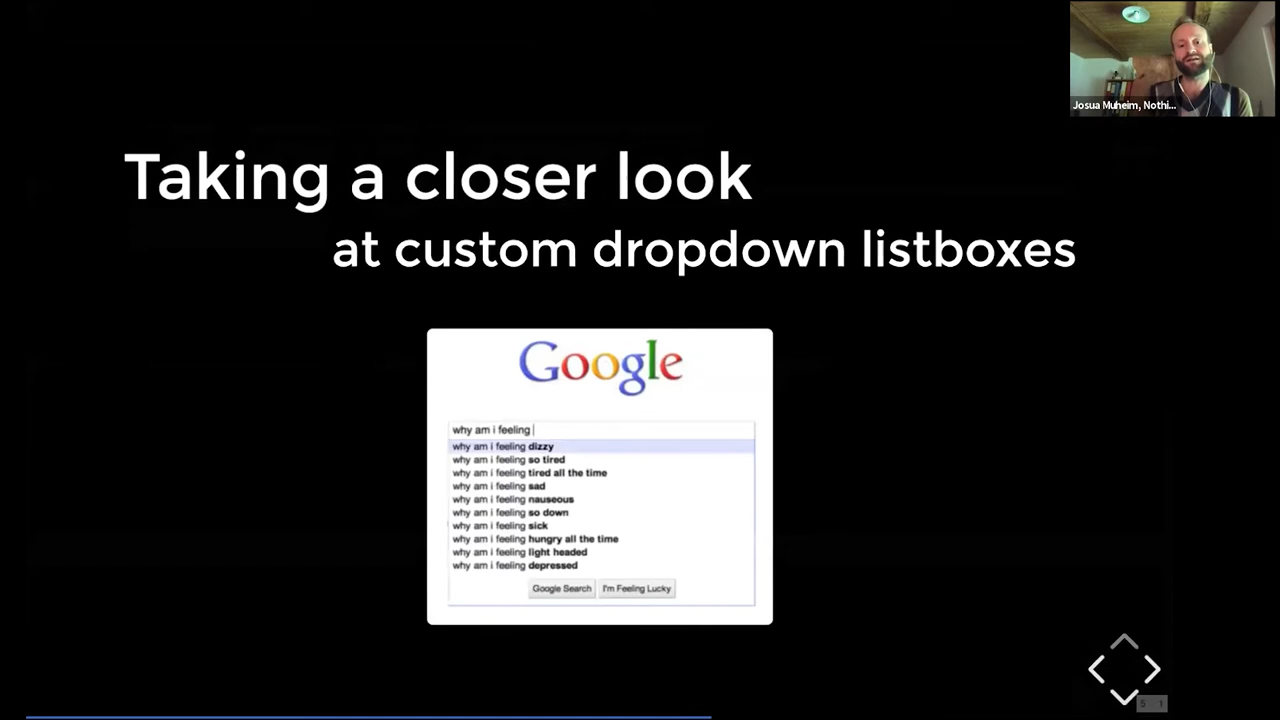 Josua Muheim, Nothi...
Taking a closer look
at custom dropdown listboxes
Google
why am i feeling
why am i feeling dizzy
why am i feeling so tired
why am i feeling tired all the time
why am i feeling sad
why am i feeling nauseous
why am i feeling so down
why am i feeling sick
why am i feeling hungry all the time
why am i feeling light headed
why am i feeling depressed
Google Search I'm Feeling Lucky
5 1